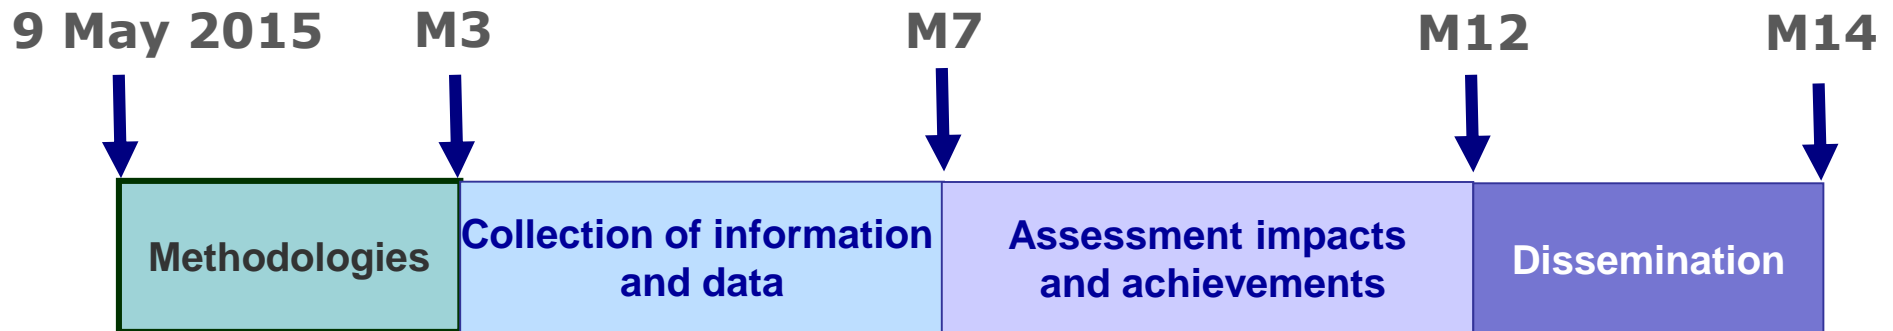 9 May 2015 M3 M7 M12 M14
Methodologies
Collection of information
and data
Assessment impacts
and achievements
Dissemination